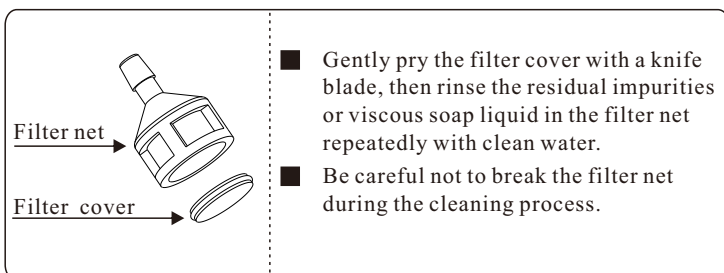 Filter net
Filter cover
Gently pry the filter cover with a knife
blade, then rinse the residual impurities
or viscous soap liquid in the filter net
repeatedly with clean water.
Be careful not to break the filter net
during the cleaning process.